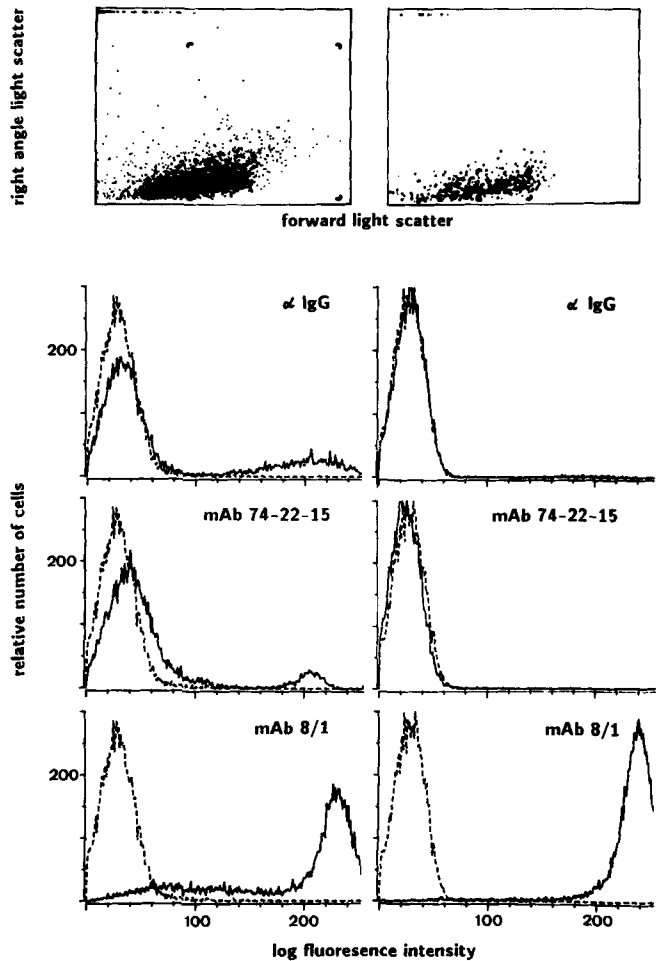 right angle light scatter
forward light scatter
α IgG
α IgG
200
mAb 74-22-15
mAb 74-22-15
200
relative number of cells
mAb 8/1
mAb 8/1
200
100
200
100
200
log fluoresence intensity